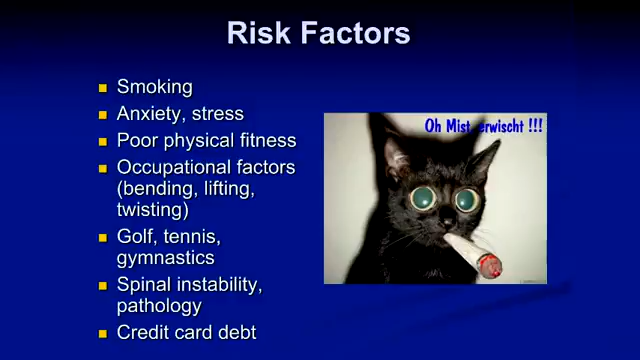 Risk Factors
Smoking
Anxiety, stress
Poor physical fitness
Occupational factors
(bending, lifting,
twisting)
Golf, tennis,
gymnastics
Spinal instability,
pathology
Credit card debt
Oh Mist erwischt !!!